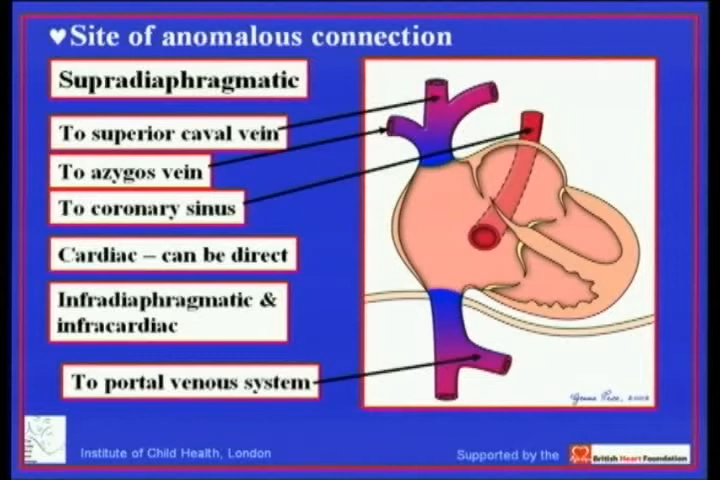 ♥Site of anomalous connection
Supradiaphragmatic
To superior caval vein
To azygos vein
To coronary sinus
Cardiac – can be direct
Infradiaphragmatic &
infracardiac
To portal venous system
Institute of Child Health, London
Supported by the
British Heart Foundation